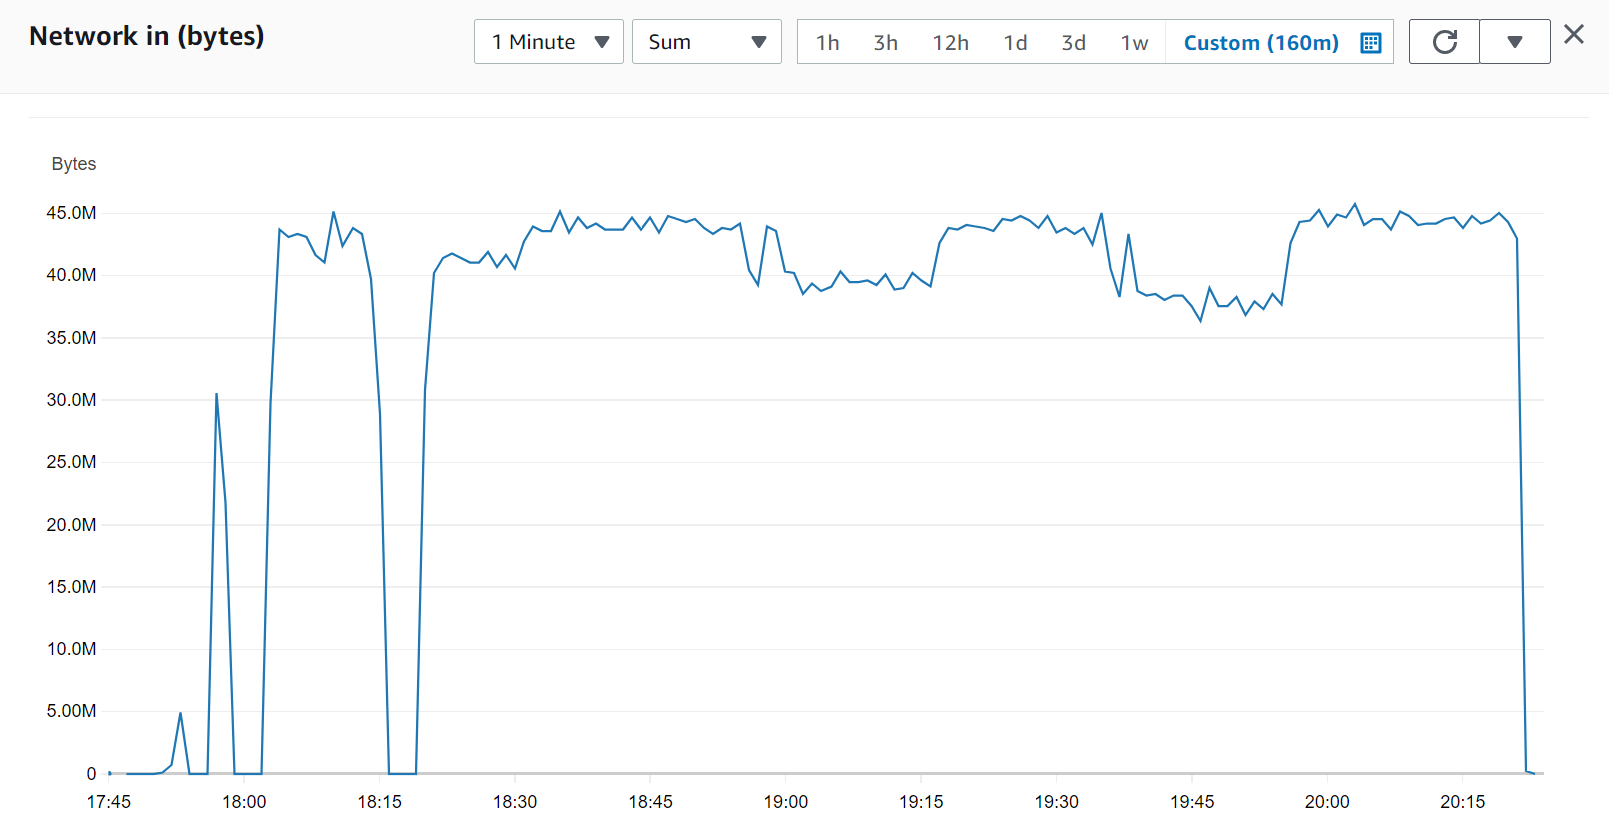 Network in (bytes)
1 Minute
Sum
1h 3h 12h 1d 3d 1w Custom (160m)
Bytes
45.0M
40.0M
35.0M
30.0M
25.0M
20.0M
15.0M
10.0M
5.00M
0
17:45 18:00 18:15 18:30 18:45 19:00 19:15 19:30 19:45 20:00 20:15